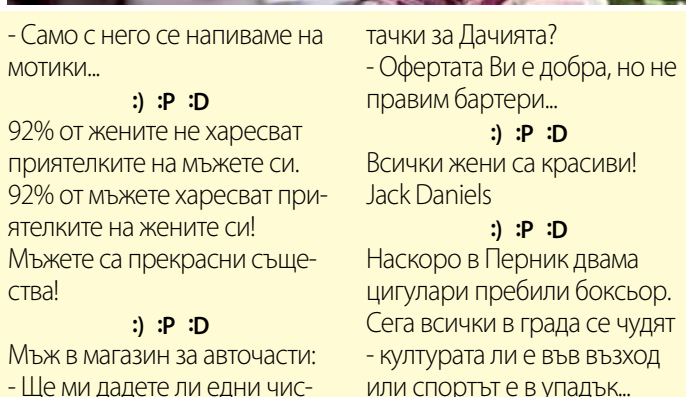 - Само с него се напиваме на
мотики...
:) :P :D
92% от жените не харесват
приятелките на мъжете си.
92% от мъжете харесват при-
ятелките на жените си!
Мъжете са прекрасни съще-
ства!
:) :P :D
Мъж в магазин за авточасти:
- Ще ми дадете ли едни чис-
тачки за Дачията?
- Офертата Ви е добра, но не
правим бартери...
:) :P :D
Всички жени са красиви!
Jack Daniels
:) :P :D
Наскоро в Перник двама
цигулари пребили боксьор.
Сега всички в града се чудят
- културата ли е във възход
или спортът е в упадък...